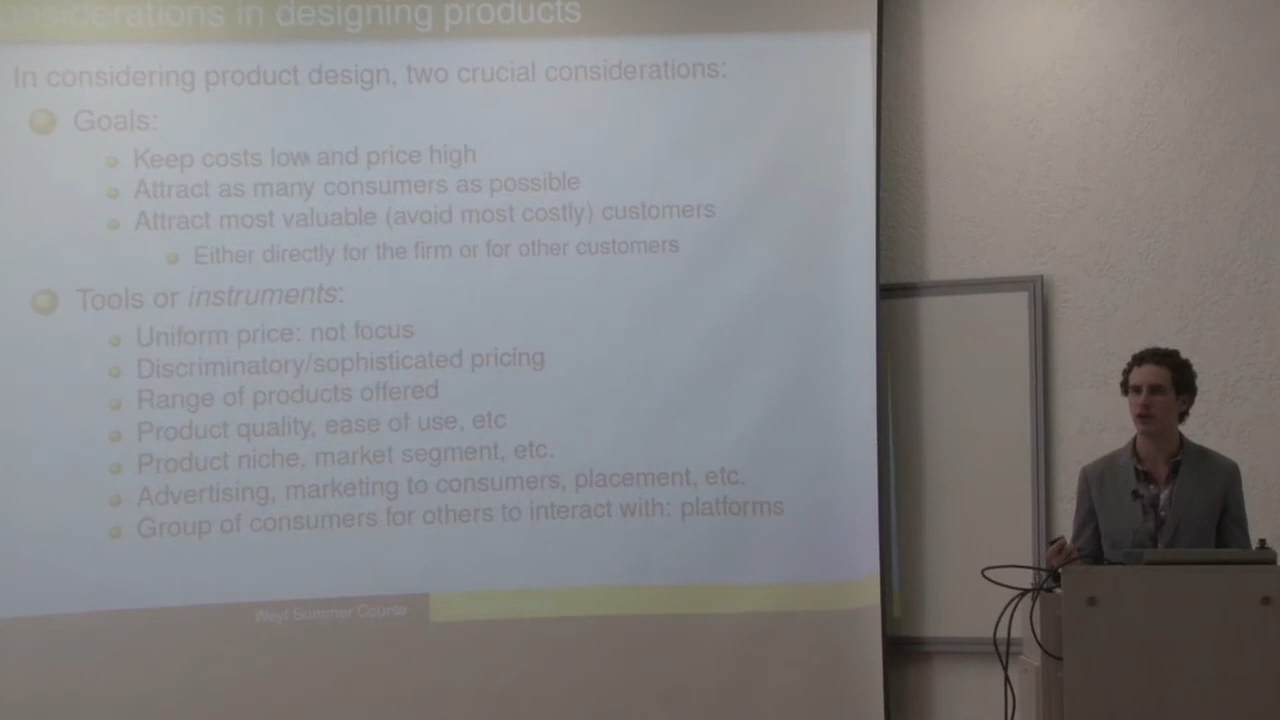 considerations in designing products
In considering product design, two crucial considerations:
Goals:
Keep costs low and price high
Attract as many consumers as possible
Attract most valuable (avoid most costly) customers
Either directly for the firm or for other customers
Tools or instruments:
Uniform price: not focus
Discriminatory/sophisticated pricing
Range of products offered
Product quality, ease of use, etc
Product niche, market segment, etc.
Advertising, marketing to consumers, placement, etc.
Group of consumers for others to interact with: platforms
Weyl Summer Course